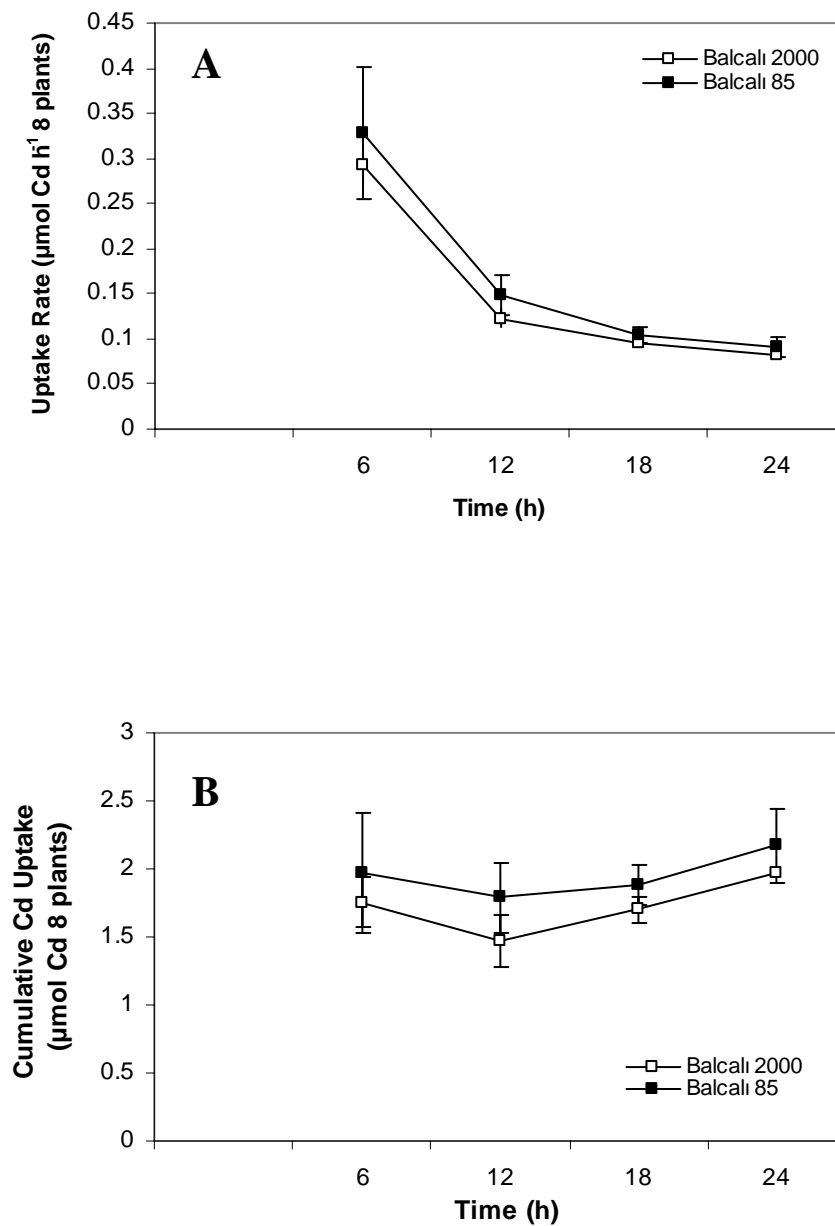 A
Balcalı 2000
Balcalı 85
Uptake Rate (µmol Cd h-1 8 plants)
0.45
0.4
0.35
0.3
0.25
0.2
0.15
0.1
0.05
0
6 12 18 24
Time (h)
B
Cumulative Cd Uptake
(µmol Cd 8 plants)
3
2.5
2
1.5
1
0.5
0
Balcalı 2000
Balcalı 85
6 12 18 24
Time (h)